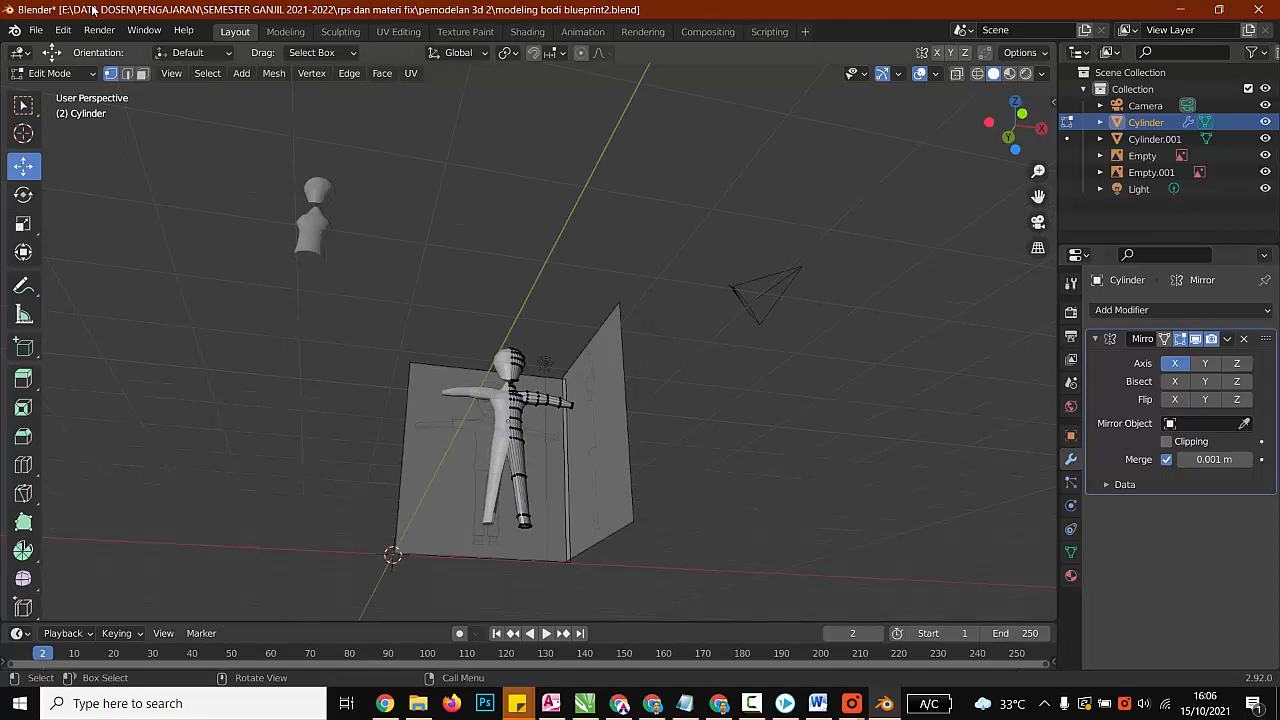 Blender* [E:\DATA DOSEN\PENGAJARAN\SEMESTER GANJIL 2021-2022\rps dan materi fix\pemodelan 3d 2\modeling bodi blueprint2.blend]
File Edit Render Window Help Layout Modeling Sculpting UV Editing Texture Paint Shading Animation Rendering Compositing Scripting + Scene View Layer
Orientation: Default Drag: Select Box Global X Y Z Options
Edit Mode View Select Add Mesh Vertex Edge Face UV
Scene Collection
Collection
Camera
Cylinder
Cylinder.001
Empty
Empty.001
Light
User Perspective
(2) Cylinder
Z
X
Y
Cylinder Mirror
Add Modifier
Mirro
Axis X Y Z
Bisect X Y Z
Flip X Y Z
Mirror Object
Clipping
Merge 0.001 m
Data
Playback Keying View Marker 2 Start 1 End 250
2 10 20 30 40 50 60 70 80 90 100 110 120 130 140 150 160 170 180 190 200 210 220 230 240 250
Select Box Select Rotate View Call Menu 2.92.0
Type here to search A/C 33°C 16:06
15/10/2021